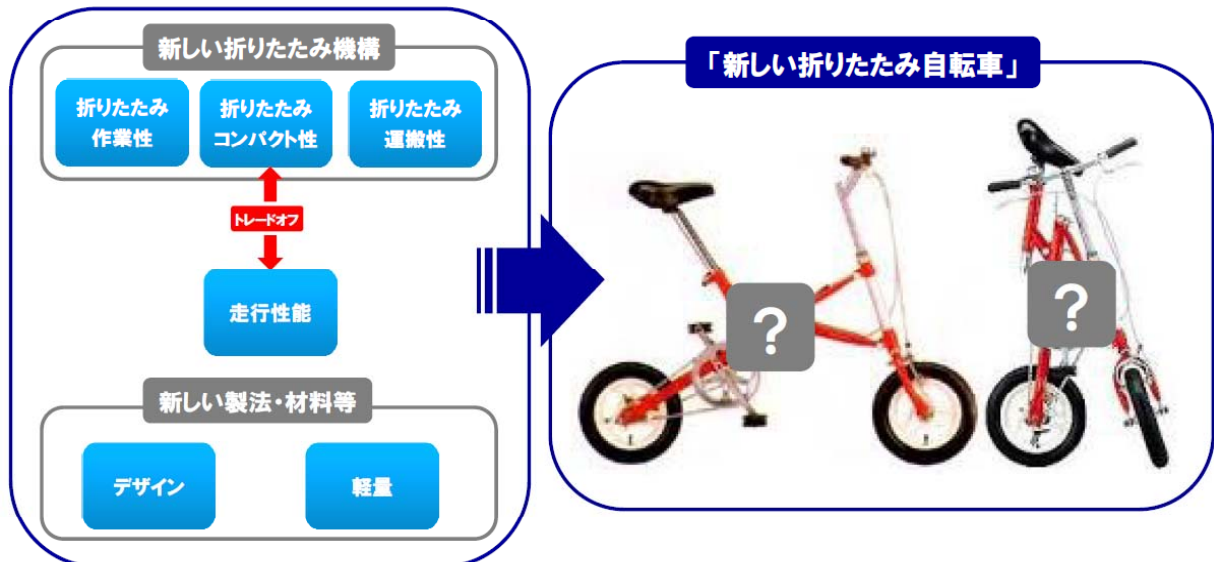 新しい折りたたみ機構
折りたたみ
作業性
折りたたみ
コンパクト性
折りたたみ
運搬性
トレードオフ
走行性能
新しい製法・材料等
デザイン
軽量
「新しい折りたたみ自転車」
?
?